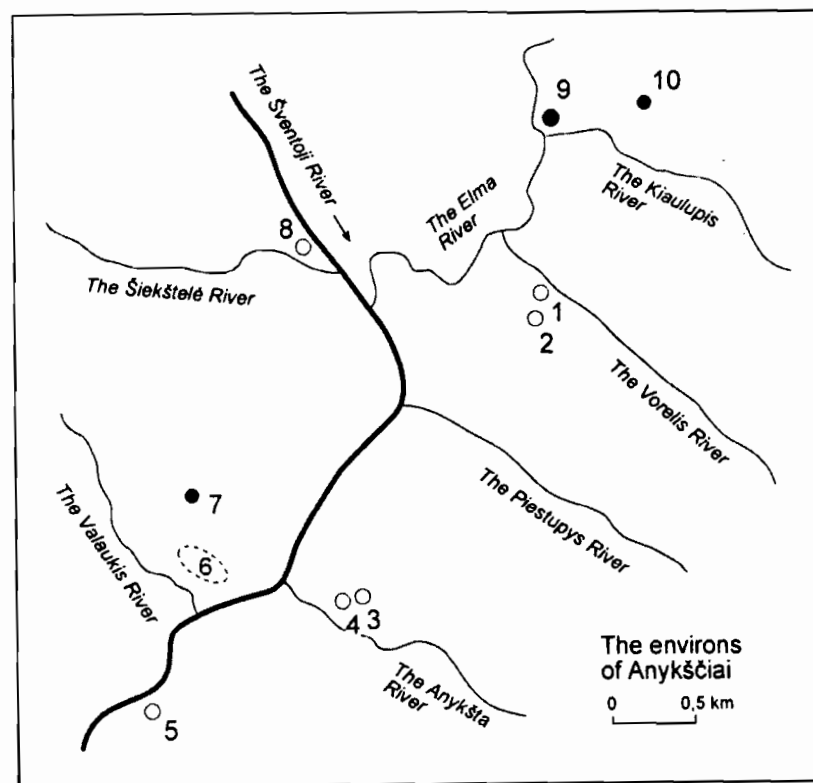 The Šventoji River
9
10
The Elma
River
The Kiaulupis
River
8
The Šiekštelė River
1
2
The Vorelis River
The Piestupys River
7
The Valaukis River
6
4
3
The Anykšta
River
5
The environs
of Anykščiai
0
0,5 km